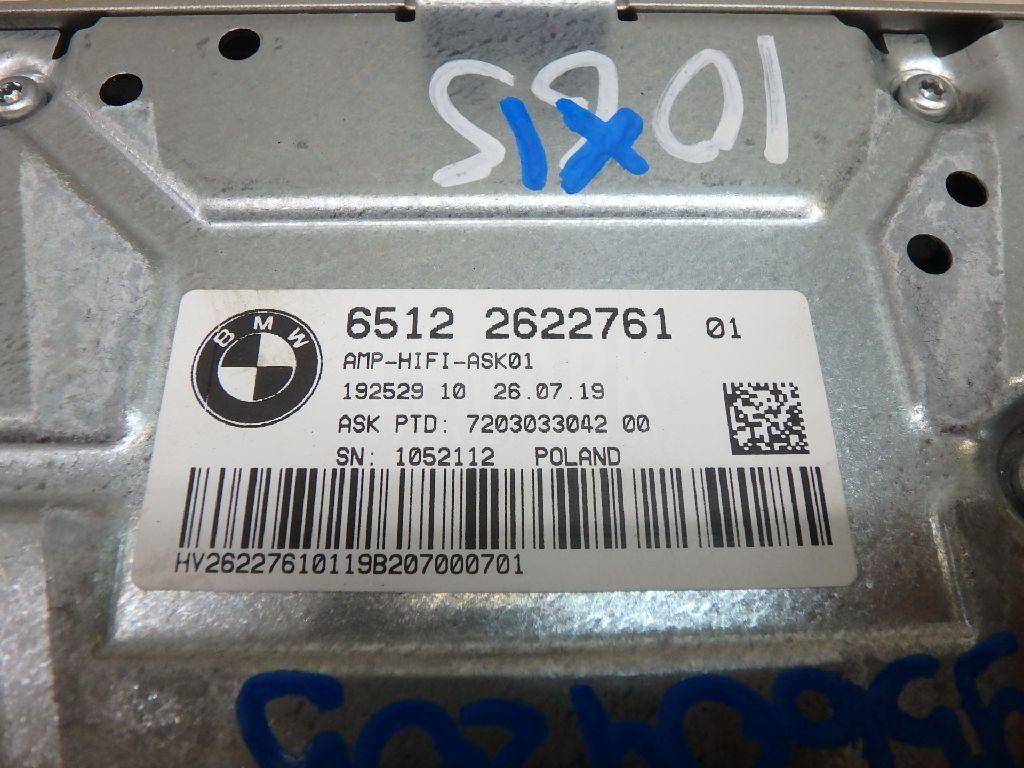 BMW
6512 2622761 01
AMP-HIFI-ASK01
192529 10 26.07.19
ASK PTD: 7203033042 00
SN: 1052112 POLAND
HV26227610119B207000701